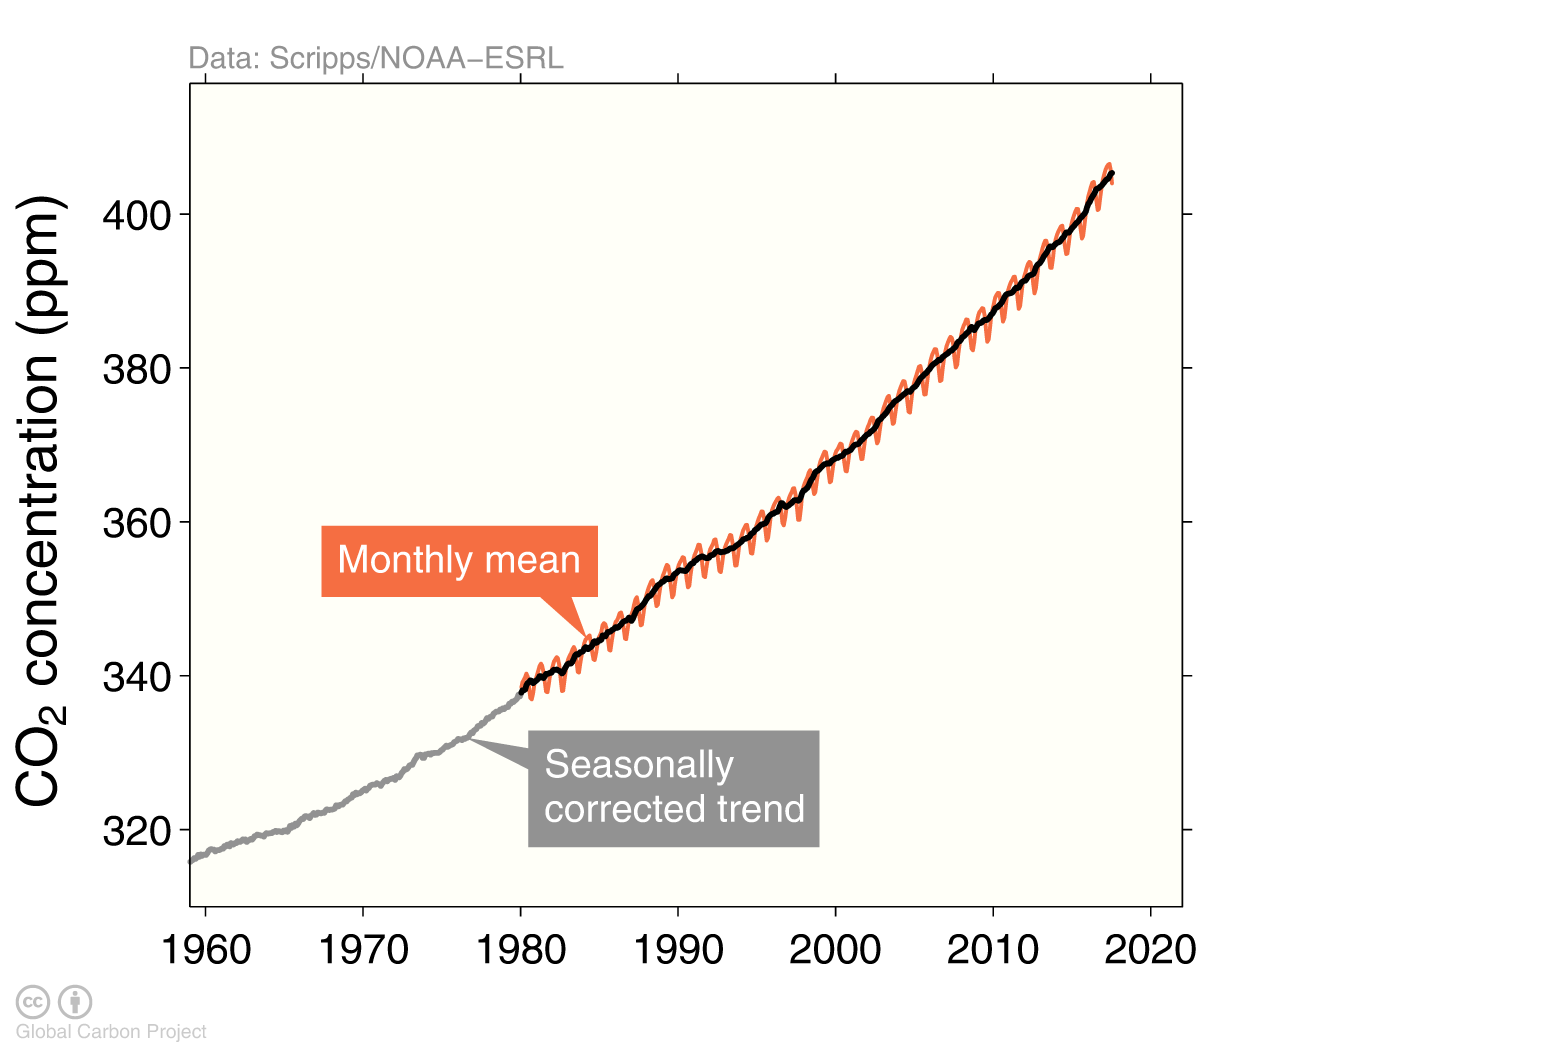 Data: Scripps/NOAA−ESRL
CO₂ concentration (ppm)
400
380
360
340
320
Monthly mean
Seasonally
corrected trend
1960 1970 1980 1990 2000 2010 2020
cc
Global Carbon Project